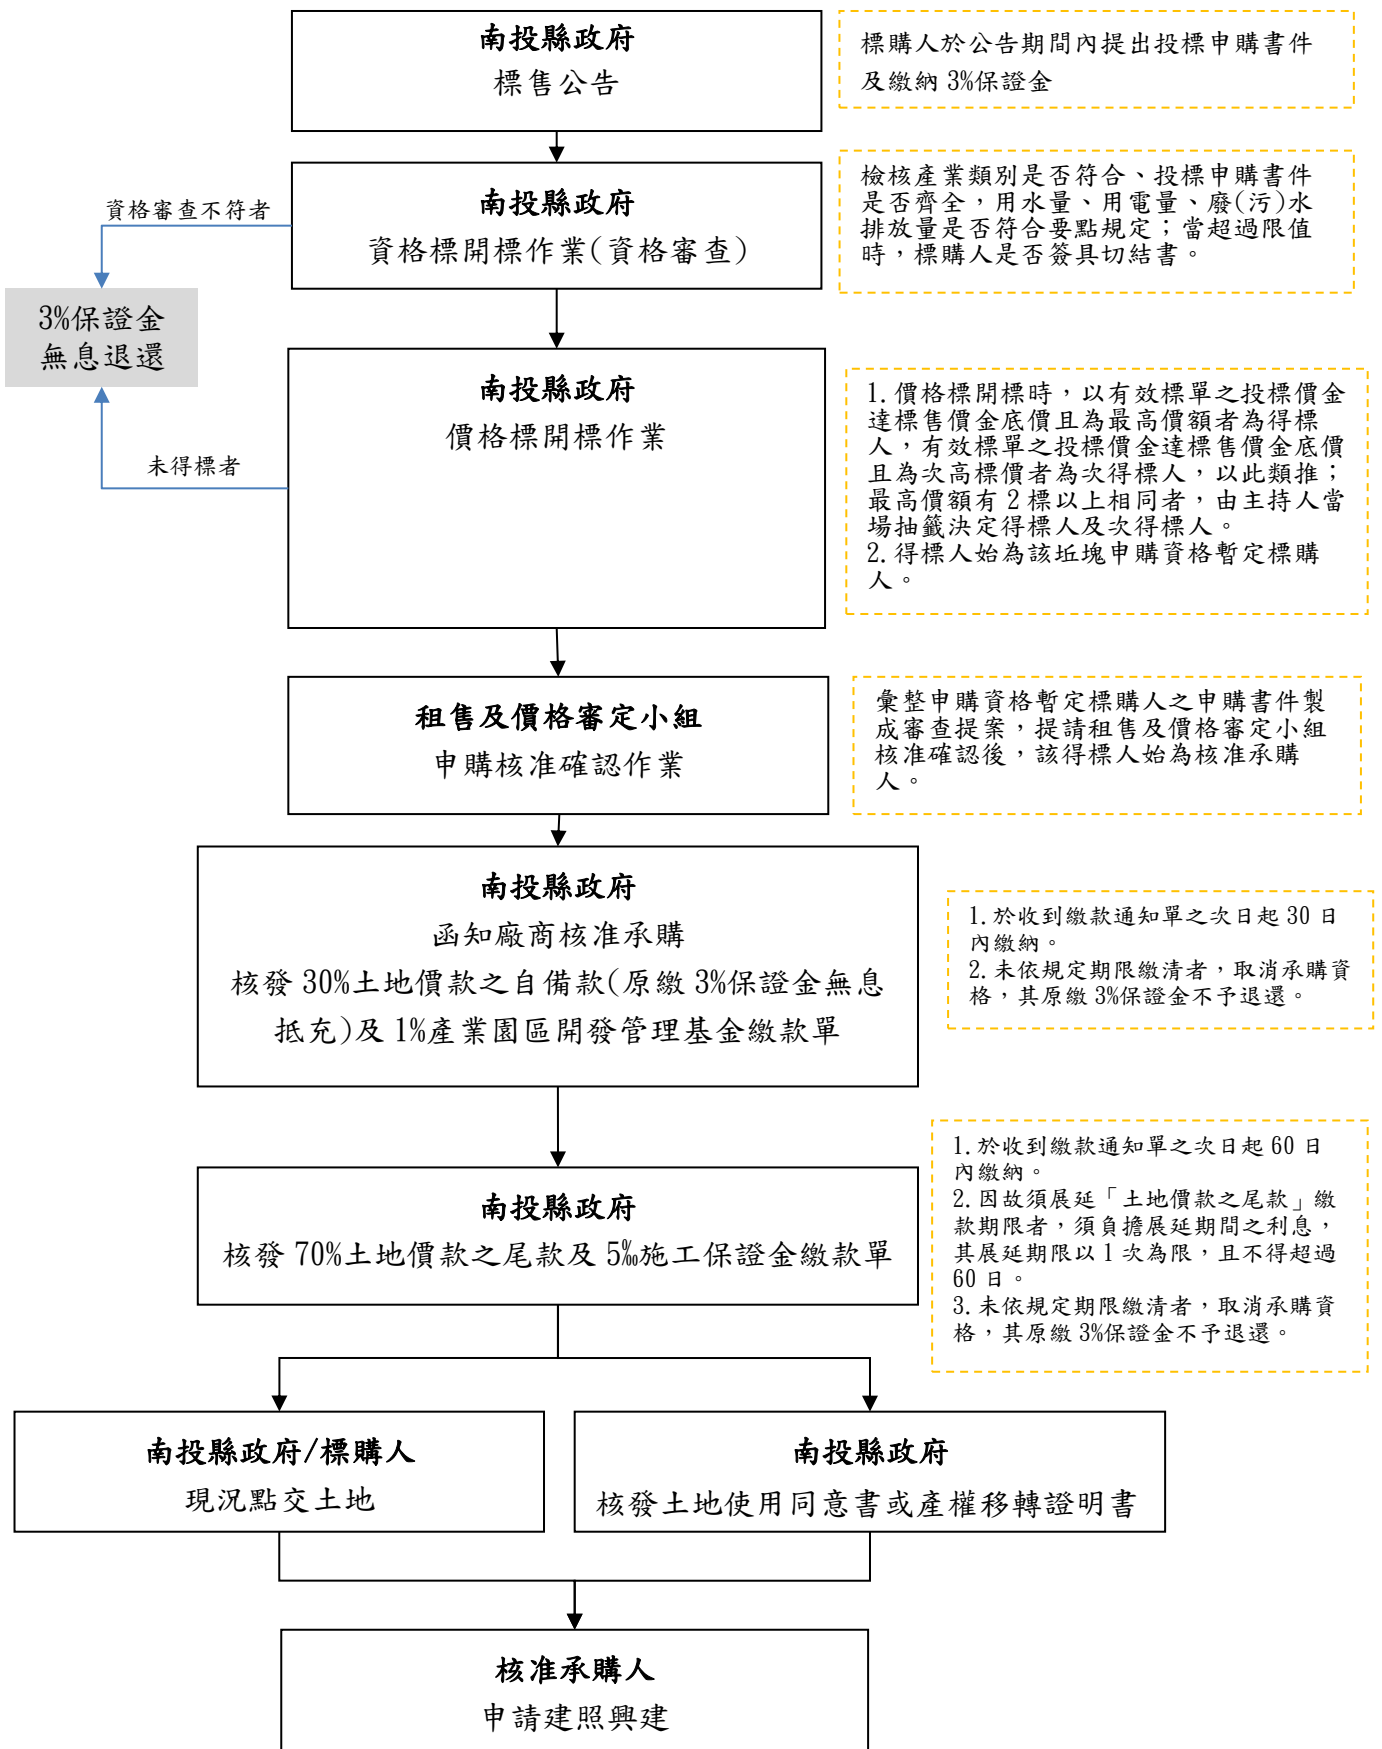 南投縣政府
標售公告
標購人於公告期間內提出投標申購書件
及繳納 3%保證金
資格審查不符者
南投縣政府
資格標開標作業(資格審查)
檢核產業類別是否符合、投標申購書件
是否齊全，用水量、用電量、廢(污)水
排放量是否符合要點規定；當超過限值
時，標購人是否簽具切結書。
3%保證金
無息退還
南投縣政府
價格標開標作業
未得標者
1.價格標開標時，以有效標單之投標價金
達標售價金底價且為最高價額者為得標
人，有效標單之投標價金達標售價金底價
且為次高標價者為次得標人，以此類推；
最高價額有 2 標以上相同者，由主持人當
場抽籤決定得標人及次得標人。
2.得標人始為該坵塊申購資格暫定標購
人。
租售及價格審定小組
申購核准確認作業
彙整申購資格暫定標購人之申購書件製
成審查提案，提請租售及價格審定小組
核准確認後，該得標人始為核准承購
人。
南投縣政府
函知廠商核准承購
核發 30%土地價款之自備款(原繳 3%保證金無息
抵充)及 1%產業園區開發管理基金繳款單
1.於收到繳款通知單之次日起 30 日
內繳納。
2.未依規定期限繳清者，取消承購資
格，其原繳 3%保證金不予退還。
南投縣政府
核發 70%土地價款之尾款及 5‰施工保證金繳款單
1.於收到繳款通知單之次日起 60 日
內繳納。
2.因故須展延「土地價款之尾款」繳
款期限者，須負擔展延期間之利息，
其展延期限以 1 次為限，且不得超過
60 日。
3.未依規定期限繳清者，取消承購資
格，其原繳 3%保證金不予退還。
南投縣政府/標購人
現況點交土地
南投縣政府
核發土地使用同意書或產權移轉證明書
核准承購人
申請建照興建